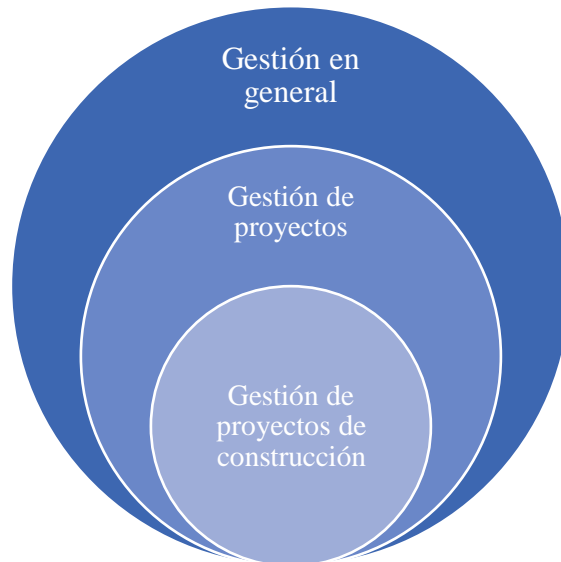 Gestión en
general
Gestión de
proyectos
Gestión de
proyectos de
construcción